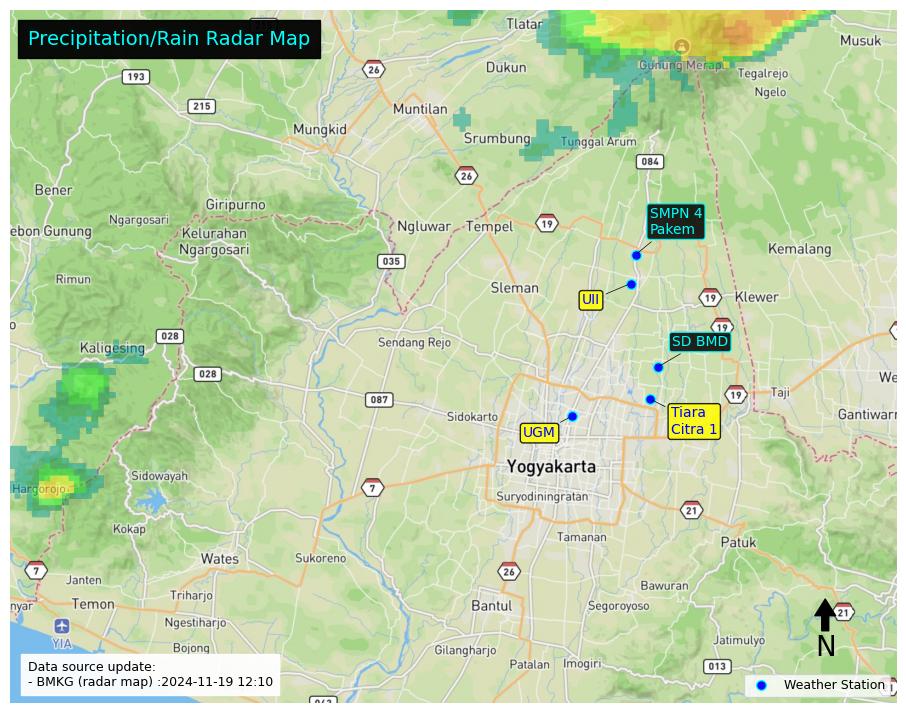 Precipitation/Rain Radar Map
Tlatar
Musuk
26
Dukun
Gunung Merapi
Tegalrejo
193
Ngelo
215
Muntilan
Mungkid
Srumbung
Tunggal Arum
084
26
Bener
Giripurno
SMPN 4
Pakem
Ngargosari
Ngluwar
Tempel
19
ebon Gunung
Kelurahan
Ngargosari
Kemalang
035
Rimun
Sleman
UII
19
Klewer
19
028
Sendang Rejo
SD BMD
Kaligesing
028
We
087
19
Taji
Sidokarto
Tiara
Citra 1
Gantiwarn
UGM
Yogyakarta
Sidowayah
Hargorojo
7
Suryodiningratan
21
Kokap
Tamanan
Patuk
Wates
Sukoreno
7
26
Janten
Bawuran
Triharjo
nyar
Temon
Bantul
Segoroyoso
21
Ngestiharjo
YIA
Jatimulyo
N
Bojong
Gilangharjo
Patalan
Imogiri
013
Data source update:
- BMKG (radar map) :2024-11-19 12:10
Weather Station